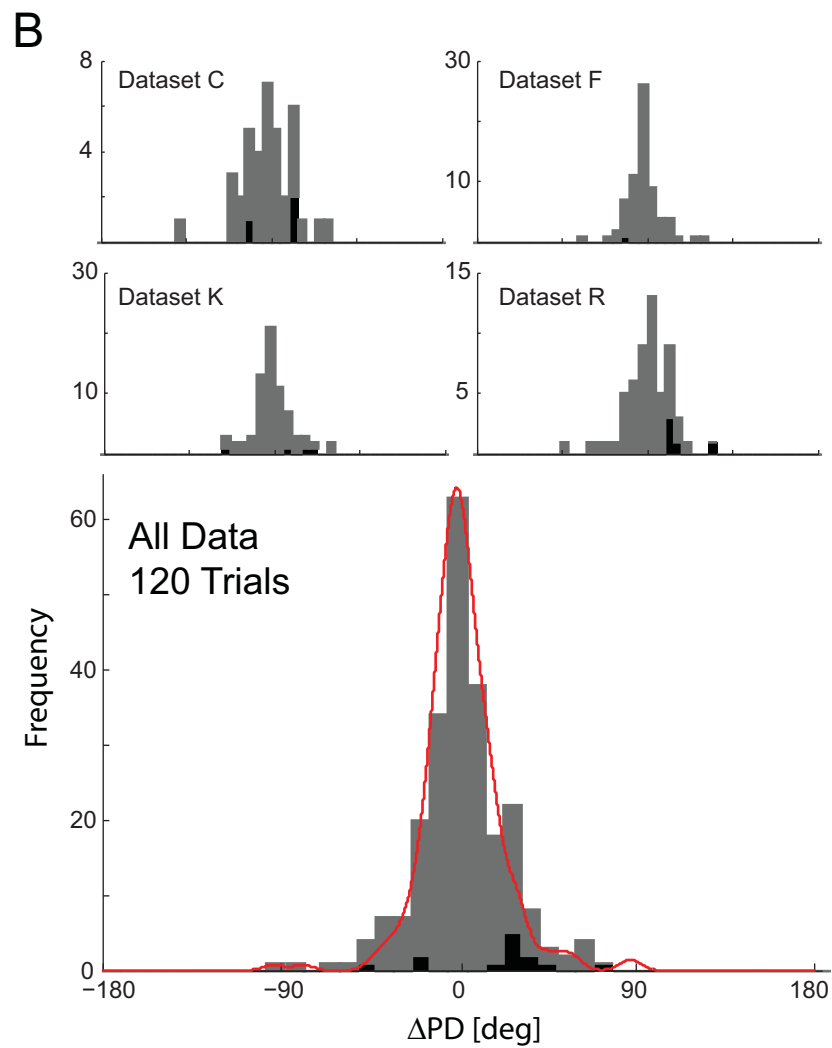 B
8
4
Dataset C
30
10
Dataset F
30
10
Dataset K
15
5
Dataset R
All Data
120 Trials
60
40
20
0
Frequency
−180
−90
0
90
180
ΔPD [deg]